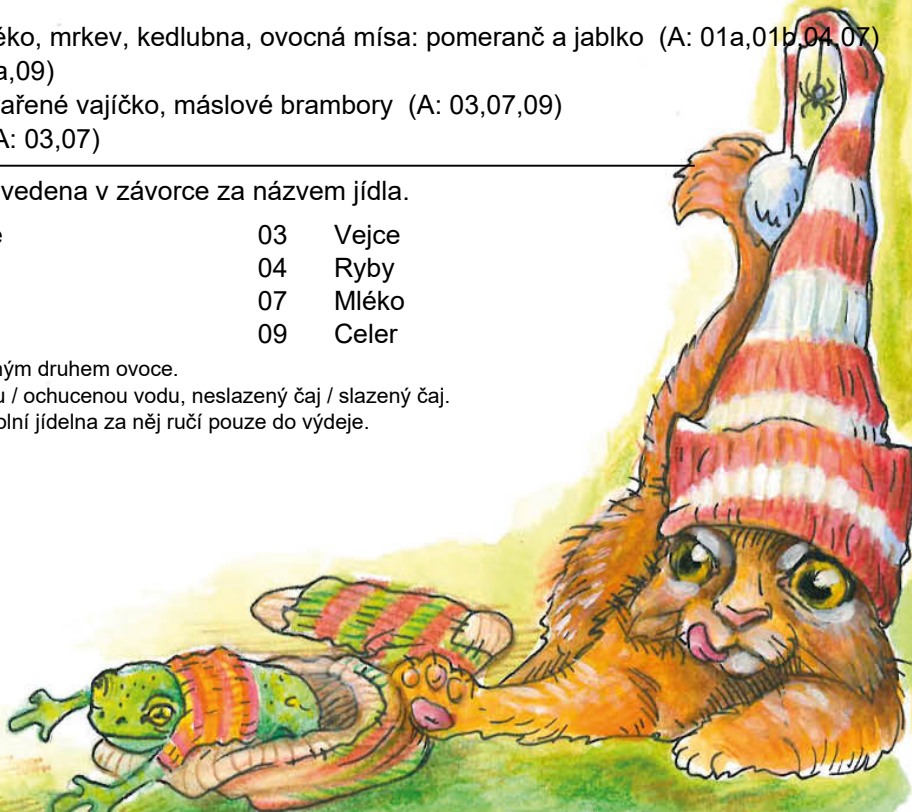 éko, mrkev, kedlubna, ovocná mísa: pomeranč a jablko (A: 01a,01b,04,07)
a,09)
ařené vajíčko, máslové brambory (A: 03,07,09)
A: 03,07)
vedena v závorce za názvem jídla.
e 03 Vejce
04 Ryby
07 Mléko
09 Celer
ným druhem ovoce.
u / ochucenou vodu, neslazený čaj / slazený čaj.
olní jídelna za něj ručí pouze do výdeje.